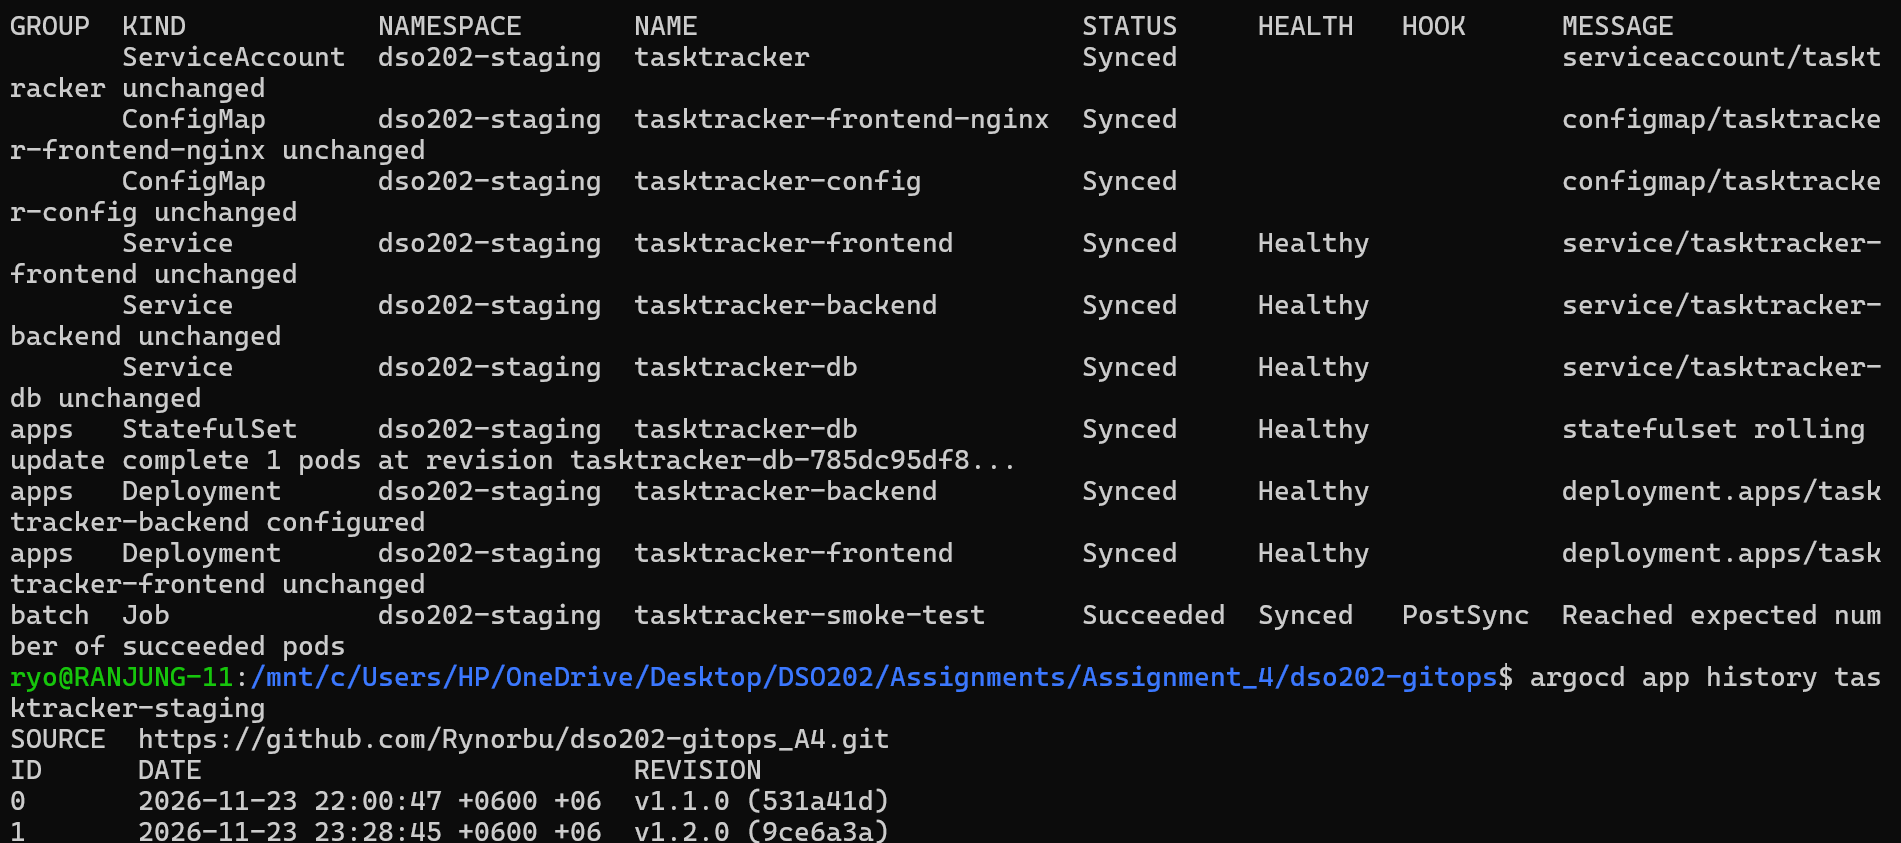 GROUP  KIND            NAMESPACE       NAME                        STATUS     HEALTH   HOOK      MESSAGE
       ServiceAccount  dso202-staging  tasktracker                 Synced                        serviceaccount/taskt
racker unchanged
       ConfigMap       dso202-staging  tasktracker-frontend-nginx  Synced                        configmap/tasktracke
r-frontend-nginx unchanged
       ConfigMap       dso202-staging  tasktracker-config          Synced                        configmap/tasktracke
r-config unchanged
       Service         dso202-staging  tasktracker-frontend        Synced     Healthy            service/tasktracker-
frontend unchanged
       Service         dso202-staging  tasktracker-backend         Synced     Healthy            service/tasktracker-
backend unchanged
       Service         dso202-staging  tasktracker-db              Synced     Healthy            service/tasktracker-
db unchanged
apps   StatefulSet     dso202-staging  tasktracker-db              Synced     Healthy            statefulset rolling
update complete 1 pods at revision tasktracker-db-785dc95df8...
apps   Deployment      dso202-staging  tasktracker-backend         Synced     Healthy            deployment.apps/task
tracker-backend configured
apps   Deployment      dso202-staging  tasktracker-frontend        Synced     Healthy            deployment.apps/task
tracker-frontend unchanged
batch  Job             dso202-staging  tasktracker-smoke-test      Succeeded  Synced   PostSync  Reached expected num
ber of succeeded pods
ryo@RANJUNG-11:/mnt/c/Users/HP/OneDrive/Desktop/DSO202/Assignments/Assignment_4/dso202-gitops$ argocd app history tas
ktracker-staging
SOURCE  https://github.com/Rynorbu/dso202-gitops_A4.git
ID      DATE                           REVISION
0       2026-11-23 22:00:47 +0600 +06  v1.1.0 (531a41d)
1       2026-11-23 23:28:45 +0600 +06  v1.2.0 (9ce6a3a)